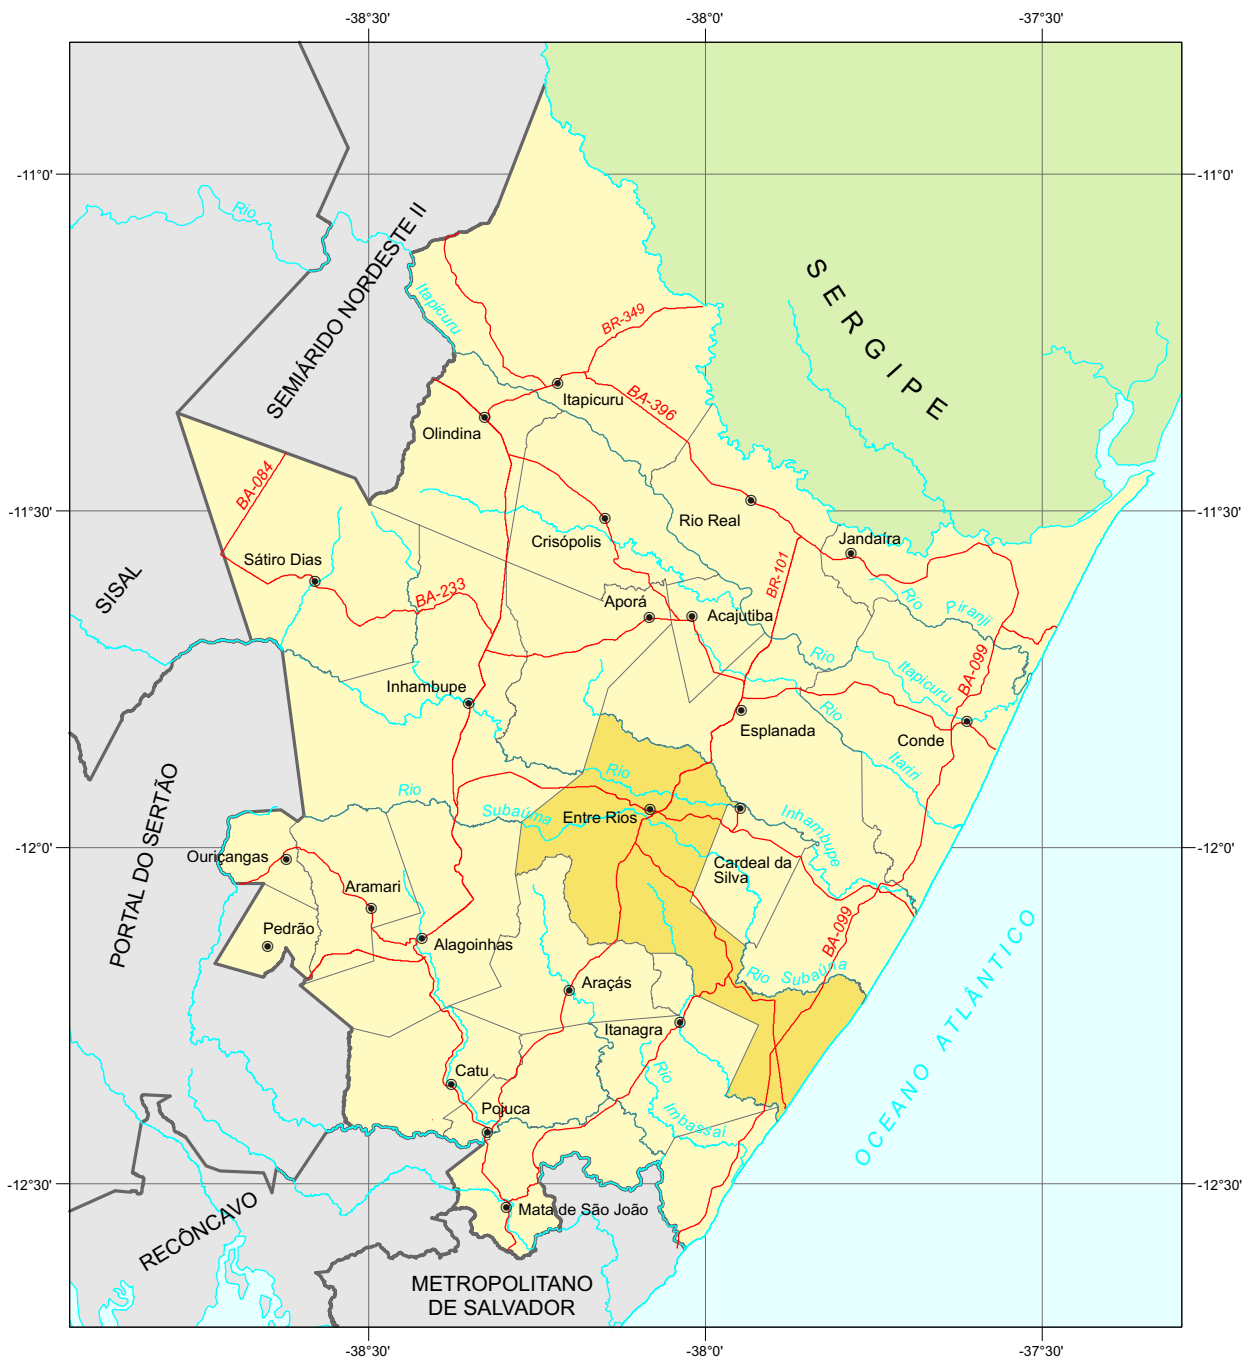 -38°30'
-38°0'
-37°30'
-11°0'
-11°0'
Rio
SEMIÁRIDO NORDESTE II
Itapicuru
SERGIPE
BR-349
BA-396
Itapicuru
Olindina
BA-084
-11°30'
-11°30'
Rio Real
Crisópolis
Jandaíra
Sátiro Dias
BR-101
SISAL
BA-233
Aporá
Acajutiba
Rio
Piranji
Rio
Itapicuru
BA-099
Inhambupe
Rio
Esplanada
Conde
Itariri
PORTAL DO SERTÃO
Rio
Rio
Subaúma
Entre Rios
Inhambupe
-12°0'
-12°0'
Ouriçangas
Cardeal da
Silva
Aramari
Pedrão
Alagoinhas
BA-099
OCEANO ATLÂNTICO
Araçás
Rio
Subaúna
Itanagra
Catu
Rio
Imbassaí
Pojuca
-12°30'
-12°30'
RECÔNCAVO
Mata de São João
METROPOLITANO
DE SALVADOR
-38°30'
-38°0'
-37°30'